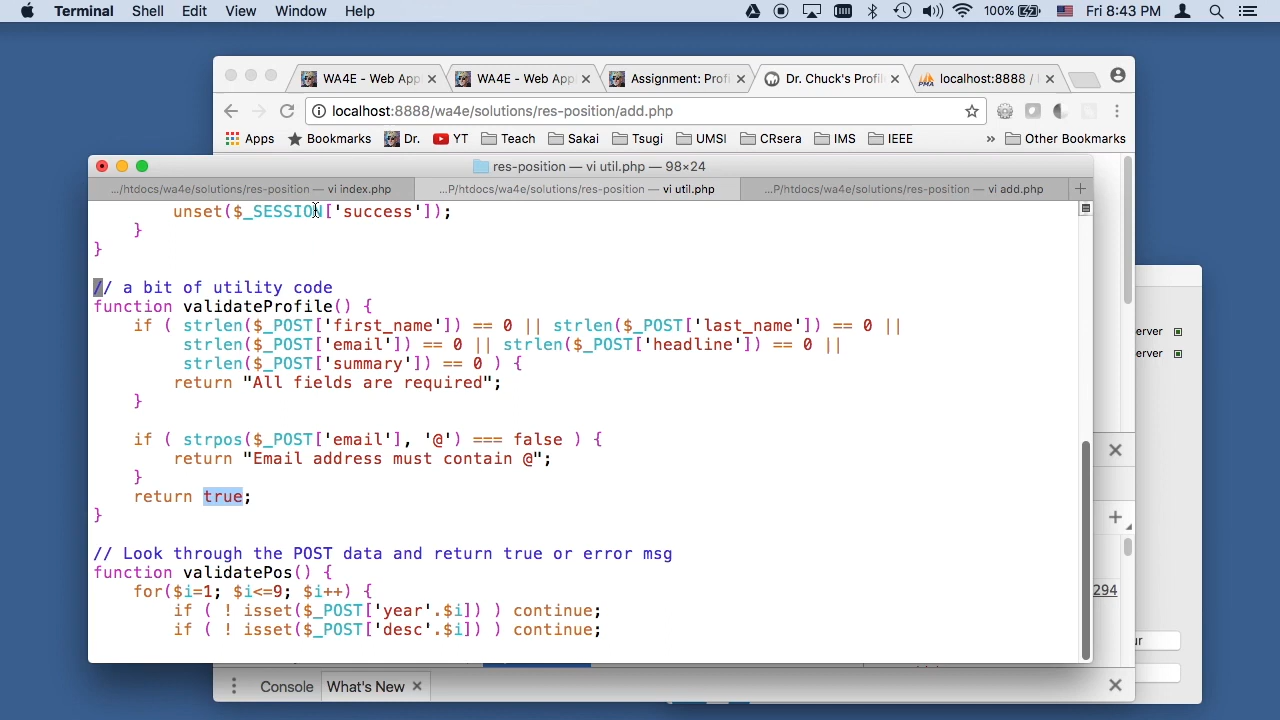 Terminal Shell Edit View Window Help 100% Fri 8:43 PM
WA4E - Web App WA4E - Web App Assignment: Profi Dr. Chuck's Profil localhost:8888 /
localhost:8888/wa4e/solutions/res-position/add.php
Apps Bookmarks Dr. YT Teach Sakai Tsugi UMSI CRsera IMS IEEE » Other Bookmarks
res-position — vi util.php — 98×24
.../htdocs/wa4e/solutions/res-position — vi index.php ...P/htdocs/wa4e/solutions/res-position — vi util.php ...P/htdocs/wa4e/solutions/res-position — vi add.php
unset($_SESSION['success']);
}
}
// a bit of utility code
function validateProfile() {
if ( strlen($_POST['first_name']) == 0 || strlen($_POST['last_name']) == 0 ||
strlen($_POST['email']) == 0 || strlen($_POST['headline']) == 0 ||
strlen($_POST['summary']) == 0 ) {
return "All fields are required";
}
if ( strpos($_POST['email'], '@') === false ) {
return "Email address must contain @";
}
return true;
}
// Look through the POST data and return true or error msg
function validatePos() {
for($i=1; $i<=9; $i++) {
if ( ! isset($_POST['year'.$i]) ) continue;
if ( ! isset($_POST['desc'.$i]) ) continue;
erver
erver
294
ur
Console What's New